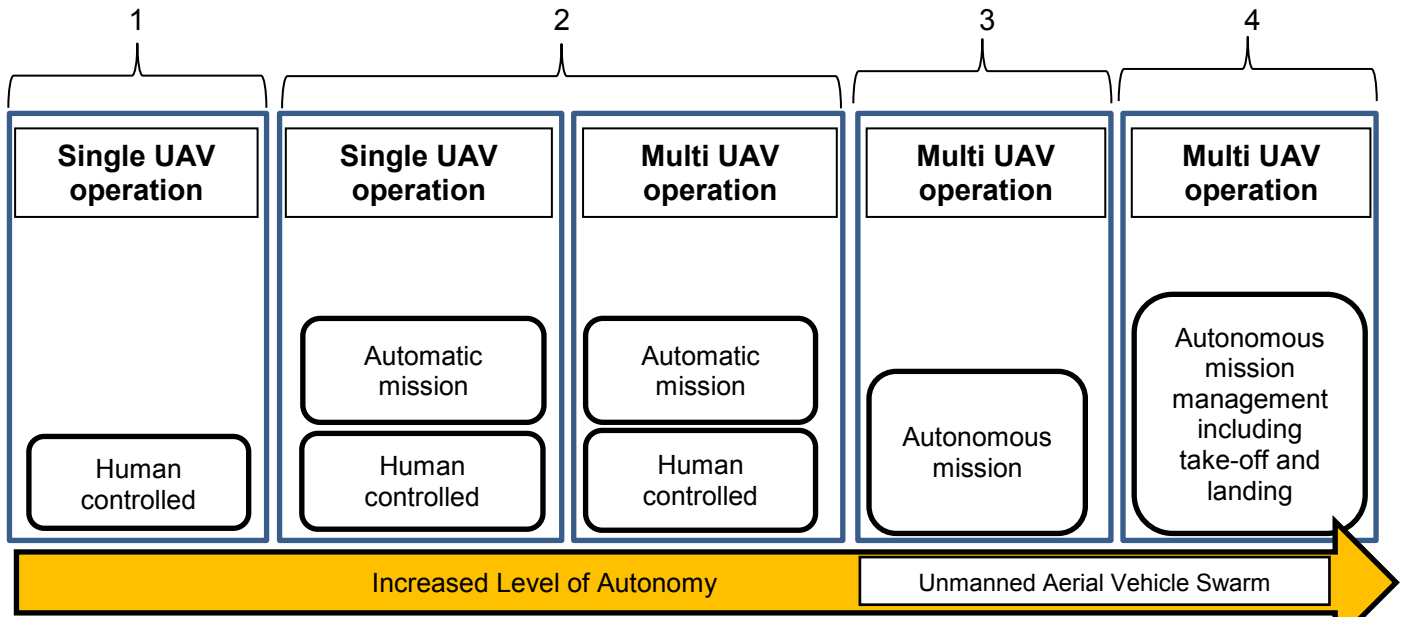 1
2
3
4
Single UAV
operation
Single UAV
operation
Multi UAV
operation
Multi UAV
operation
Multi UAV
operation
Human
controlled
Automatic
mission
Human
controlled
Automatic
mission
Human
controlled
Autonomous
mission
Autonomous
mission
management
including
take-off and
landing
Increased Level of Autonomy
Unmanned Aerial Vehicle Swarm